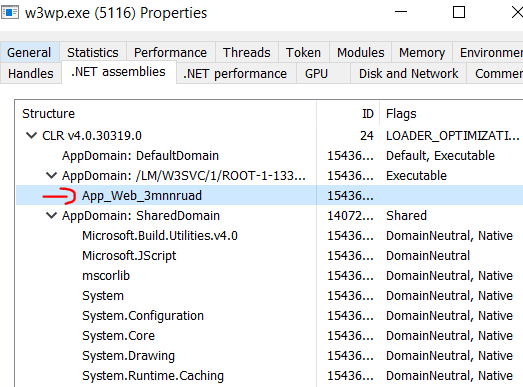 w3wp.exe (5116) Properties
General Statistics Performance Threads Token Modules Memory Environme
Handles .NET assemblies .NET performance GPU Disk and Network Comme
Structure ID Flags
CLR v4.0.30319.0 24 LOADER_OPTIMIZATI...
AppDomain: DefaultDomain 15436... Default, Executable
AppDomain: /LM/W3SVC/1/ROOT-1-133... 15436... Executable
App_Web_3mnnruad 15436...
AppDomain: SharedDomain 14072... Shared
Microsoft.Build.Utilities.v4.0 15436... DomainNeutral, Native
Microsoft.JScript 15436... DomainNeutral
mscorlib 15436... DomainNeutral, Native
System 15436... DomainNeutral, Native
System.Configuration 15436... DomainNeutral, Native
System.Core 15436... DomainNeutral, Native
System.Drawing 15436... DomainNeutral, Native
System.Runtime.Caching 15436... DomainNeutral, Native